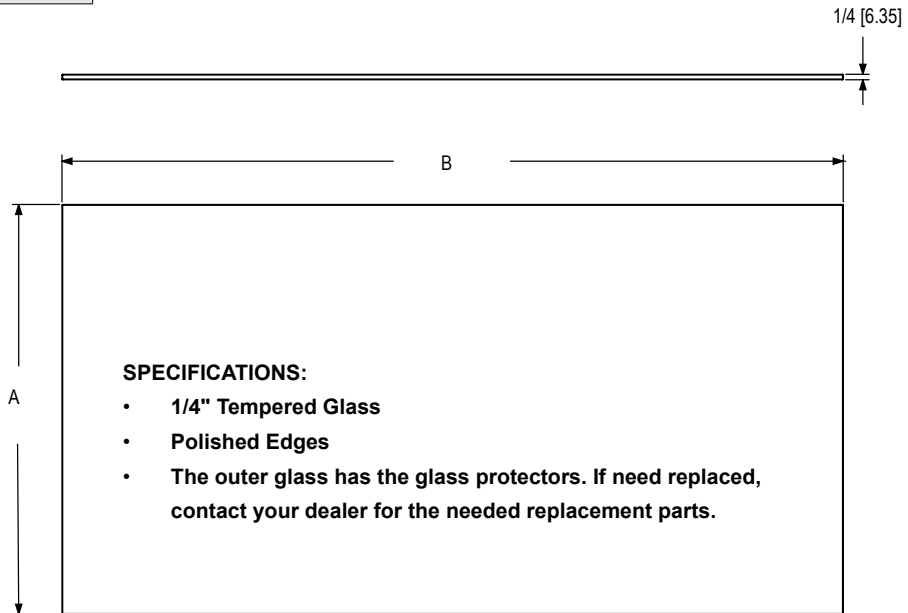 1/4 [6.35]
B
A
SPECIFICATIONS:
• 1/4" Tempered Glass
• Polished Edges
• The outer glass has the glass protectors. If need replaced,
contact your dealer for the needed replacement parts.